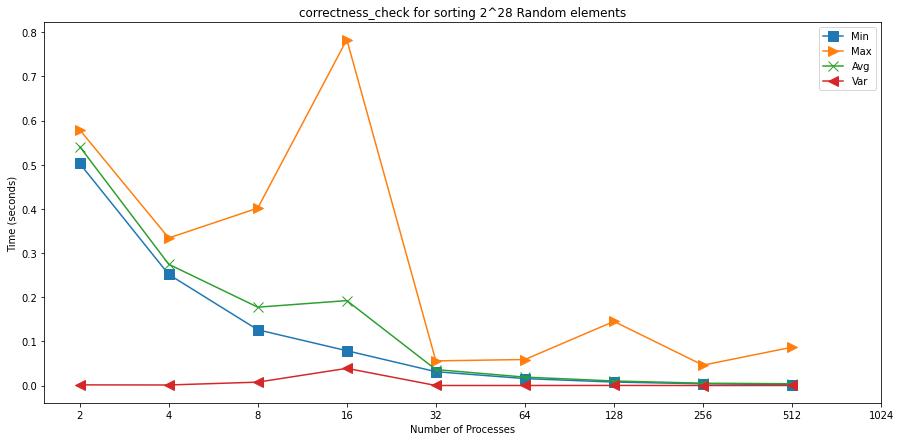 correctness_check for sorting 2^28 Random elements
Min
Max
Avg
Var
Time (seconds)
0.8
0.7
0.6
0.5
0.4
0.3
0.2
0.1
0.0
2 4 8 16 32 64 128 256 512 1024
Number of Processes